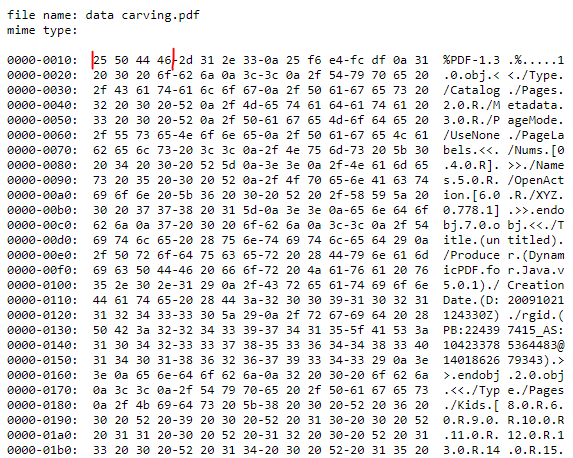 file name: data carving.pdf
mime type:
0000-0010: 25 50 44 46-2d 31 2e 33-0a 25 f6 e4-fc df 0a 31 %PDF-1.3 .%.....1
0000-0020: 20 30 20 6f-62 6a 0a 3c-3c 0a 2f 54-79 70 65 20 .0.obj.< <./Type.
0000-0030: 2f 43 61 74-61 6c 6f 67-0a 2f 50 61-67 65 73 20 /Catalog ./Pages.
0000-0040: 32 20 30 20-52 0a 2f 4d-65 74 61 64-61 74 61 20 2.0.R./M etadata.
0000-0050: 33 20 30 20-52 0a 2f 50-61 67 65 4d-6f 64 65 20 3.0.R./P ageMode.
0000-0060: 2f 55 73 65-4e 6f 6e 65-0a 2f 50 61-67 65 4c 61 /UseNone ./PageLa
0000-0070: 62 65 6c 73-20 3c 3c 0a-2f 4e 75 6d-73 20 5b 30 bels.<<. /Nums.[0
0000-0080: 20 34 20 30-20 52 5d 0a-3e 3e 0a 2f-4e 61 6d 65 .4.0.R]. >>./Name
0000-0090: 73 20 35 20-30 20 52 0a-2f 4f 70 65-6e 41 63 74 s.5.0.R. /OpenAct
0000-00a0: 69 6f 6e 20-5b 36 20 30-20 52 20 2f-58 59 5a 20 ion.[6.0 .R./XYZ.
0000-00b0: 30 20 37 37-38 20 31 5d-0a 3e 3e 0a-65 6e 64 6f 0.778.1] .>>.endo
0000-00c0: 62 6a 0a 37-20 30 20 6f-62 6a 0a 3c-3c 0a 2f 54 bj.7.0.o bj.<<./T
0000-00d0: 69 74 6c 65-20 28 75 6e-74 69 74 6c-65 64 29 0a itle.(un titled).
0000-00e0: 2f 50 72 6f-64 75 63 65-72 20 28 44-79 6e 61 6d /Produce r.(Dynam
0000-00f0: 69 63 50 44-46 20 66 6f-72 20 4a 61-76 61 20 76 icPDF.fo r.Java.v
0000-0100: 35 2e 30 2e-31 29 0a 2f-43 72 65 61-74 69 6f 6e 5.0.1)./ Creation
0000-0110: 44 61 74 65-20 28 44 3a-32 30 30 39-31 30 32 31 Date.(D: 20091021
0000-0120: 31 32 34 33-33 30 5a 29-0a 2f 72 67-69 64 20 28 124330Z) ./rgid.(
0000-0130: 50 42 3a 32-32 34 33 39-37 34 31 35-5f 41 53 3a PB:22439 7415_AS:
0000-0140: 31 30 34 32-33 33 37 38-35 33 36 34-34 38 33 40 10423378 5364483@
0000-0150: 31 34 30 31-38 36 32 36-37 39 33 34-33 29 0a 3e 14018626 79343).>
0000-0160: 3e 0a 65 6e-64 6f 62 6a-0a 32 20 30-20 6f 62 6a >.endobj .2.0.obj
0000-0170: 0a 3c 3c 0a-2f 54 79 70-65 20 2f 50-61 67 65 73 .<<./Typ e./Pages
0000-0180: 0a 2f 4b 69-64 73 20 5b-38 20 30 20-52 20 36 20 ./Kids.[ 8.0.R.6.
0000-0190: 30 20 52 20-39 20 30 20-52 20 31 30-20 30 20 52 0.R.9.0. R.10.0.R
0000-01a0: 20 31 31 20-30 20 52 20-31 32 20 30-20 52 20 31 .11.0.R. 12.0.R.1
0000-01b0: 33 20 30 20-52 20 31 34-20 30 20 52-20 31 35 20 3.0.R.14 .0.R.15.